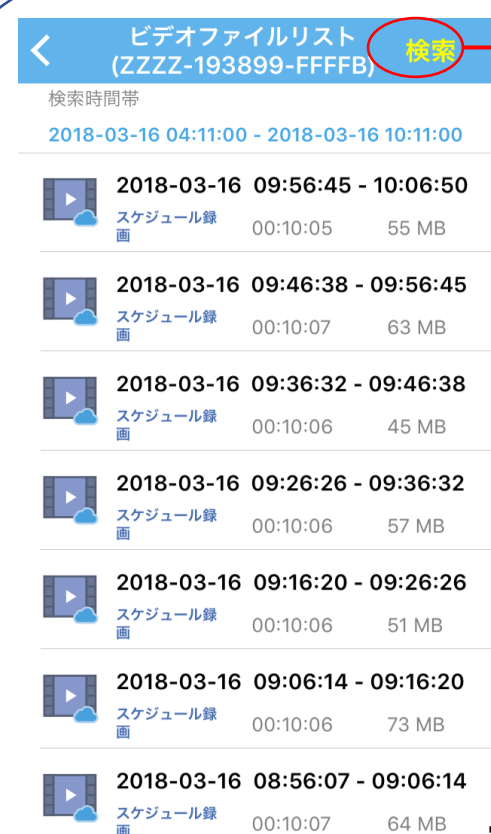 ビデオファイルリスト
(ZZZZ-193899-FFFFB)
検索
検索時間帯
2018-03-16 04:11:00 - 2018-03-16 10:11:00
2018-03-16 09:56:45 - 10:06:50
スケジュール録
画
00:10:05 55 MB
2018-03-16 09:46:38 - 09:56:45
スケジュール録
画
00:10:07 63 MB
2018-03-16 09:36:32 - 09:46:38
スケジュール録
画
00:10:06 45 MB
2018-03-16 09:26:26 - 09:36:32
スケジュール録
画
00:10:06 57 MB
2018-03-16 09:16:20 - 09:26:26
スケジュール録
画
00:10:06 51 MB
2018-03-16 09:06:14 - 09:16:20
スケジュール録
画
00:10:06 73 MB
2018-03-16 08:56:07 - 09:06:14
スケジュール録
画
00:10:07 64 MB